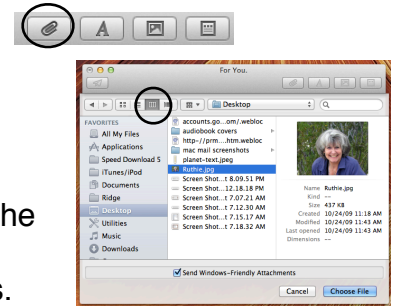 A
For You.
Desktop
FAVORITES
All My Files
Applications
Speed Download 5
iTunes/iPod
Documents
Ridge
Desktop
Utilities
Music
Downloads
accounts.go...om/.webloc
audiobook covers
http://prm....htm.webloc
mac mail screenshots
planet-text.jpeg
Ruthie.jpg
Screen Shot...t 8.09.51 PM
Screen Shot...12.18.18 PM
Screen Shot...t 7.07.21 AM
Screen Shot...t 7.12.30 AM
Screen Shot...t 7.15.17 AM
Screen Shot...t 7.18.32 AM
Name Ruthie.jpg
Kind --
Size 437 KB
Created 10/24/09 11:18 AM
Modified 10/24/09 11:43 AM
Last opened 10/24/09 11:43 AM
Dimensions --
he
s.
Send Windows-Friendly Attachments
Cancel
Choose File